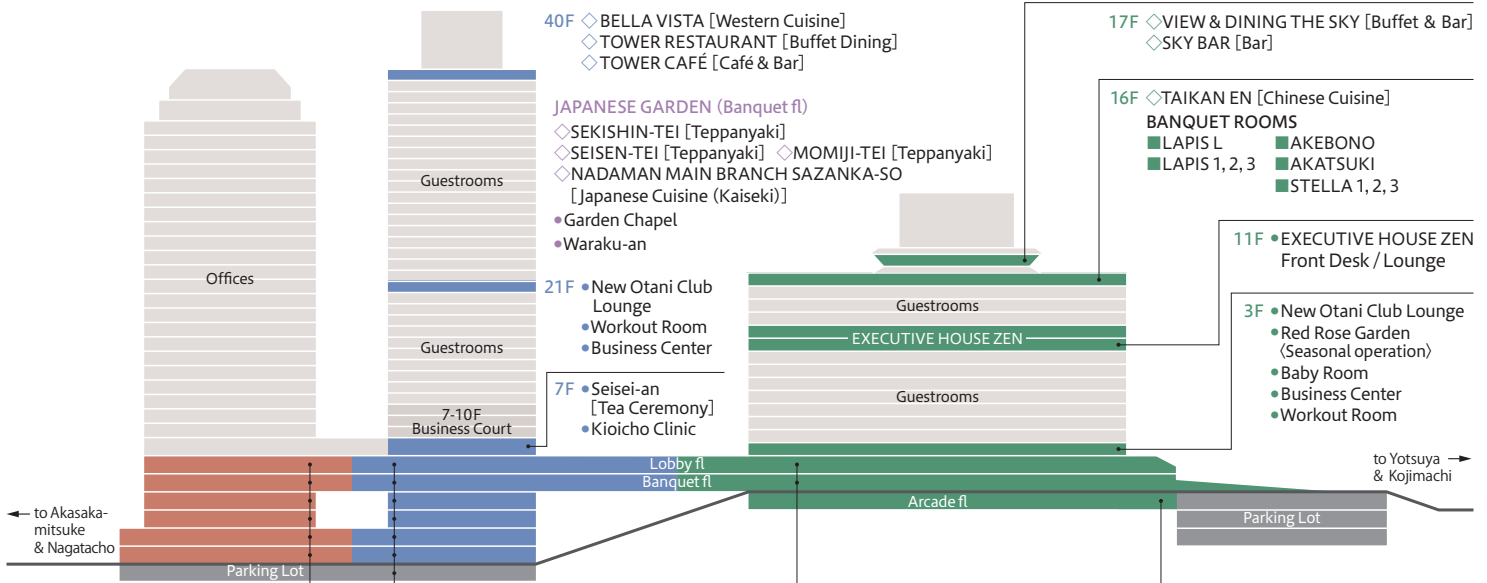 40F ◇BELLA VISTA [Western Cuisine]
◇TOWER RESTAURANT [Buffet Dining]
◇TOWER CAFÉ [Café & Bar]
JAPANESE GARDEN (Banquet fl)
◇SEKISHIN-TEI [Teppanyaki]
◇SEISEN-TEI [Teppanyaki] ◇MOMIJI-TEI [Teppanyaki]
◇NADAMAN MAIN BRANCH SAZANKA-SO
[Japanese Cuisine (Kaiseki)]
•Garden Chapel
•Waraku-an
21F •New Otani Club
Lounge
•Workout Room
•Business Center
7F •Seisei-an
[Tea Ceremony]
•Kioicho Clinic
17F ◇VIEW & DINING THE SKY [Buffet & Bar]
◇SKY BAR [Bar]
16F ◇TAIKAN EN [Chinese Cuisine]
BANQUET ROOMS
■LAPIS L ■AKEBONO
■LAPIS 1, 2, 3 ■AKATSUKI
■STELLA 1, 2, 3
11F •EXECUTIVE HOUSE ZEN
Front Desk / Lounge
3F •New Otani Club Lounge
•Red Rose Garden
〈Seasonal operation〉
•Baby Room
•Business Center
•Workout Room
Offices
Guestrooms
Guestrooms
7-10F
Business Court
Guestrooms
EXECUTIVE HOUSE ZEN
Guestrooms
Lobby fl
Banquet fl
Arcade fl
Parking Lot
Parking Lot
← to Akasaka-
mitsuke
& Nagatacho
to Yotsuya →
& Kojimachi